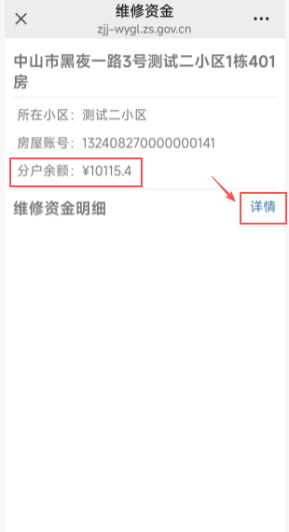 维修资金
zjj-wygl.zs.gov.cn
中山市黑夜一路3号测试二小区1栋401
房
所在小区：测试二小区
房屋账号：132408270000000141
分户余额：¥10115.4
维修资金明细 详情